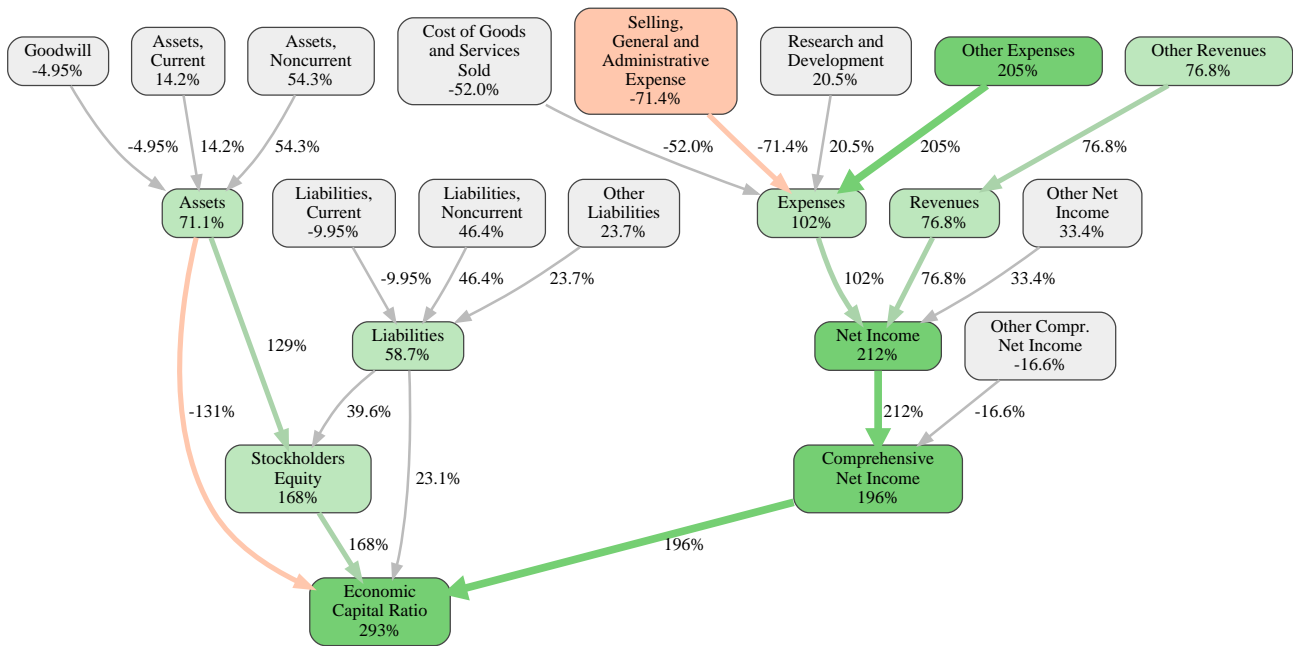 Goodwill
-4.95%
Assets,
Current
14.2%
Assets,
Noncurrent
54.3%
Cost of Goods
and Services
Sold
-52.0%
Selling,
General and
Administrative
Expense
-71.4%
Research and
Development
20.5%
Other Expenses
205%
Other Revenues
76.8%
-4.95%
14.2%
54.3%
-52.0%
-71.4%
20.5%
205%
76.8%
Assets
71.1%
Liabilities,
Current
-9.95%
Liabilities,
Noncurrent
46.4%
Other
Liabilities
23.7%
Expenses
102%
Revenues
76.8%
Other Net
Income
33.4%
-9.95%
46.4%
23.7%
102%
76.8%
33.4%
129%
Liabilities
58.7%
Net Income
212%
Other Compr.
Net Income
-16.6%
-131%
39.6%
212%
-16.6%
Stockholders
Equity
168%
23.1%
Comprehensive
Net Income
196%
168%
196%
Economic
Capital Ratio
293%